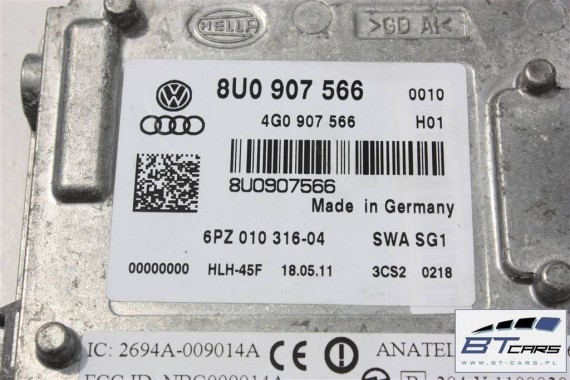 HELLA
>GD Al<
8U0 907 566 0010
4G0 907 566 H01
8U0907566
Made in Germany
6PZ 010 316-04 SWA SG1
00000000 HLH-45F 18.05.11 3CS2 0218
IC: 2694A-009014A CE ANATEL
BT CARS
WWW.BT-CARS.PL